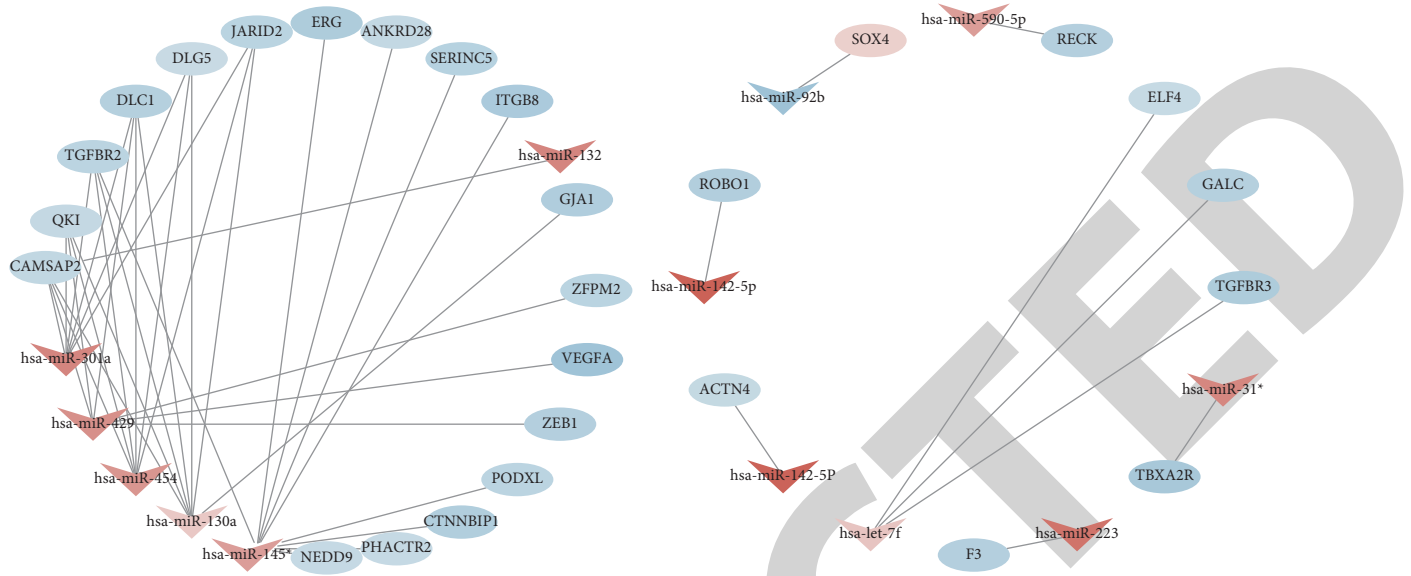 ERG
JARID2
ANKRD28
DLG5
SERINC5
DLC1
ITGB8
TGFBR2
hsa-miR-132
GJA1
QKI
CAMSAP2
ZFPM2
hsa-miR-301a
VEGFA
hsa-miR-429
ZEB1
hsa-miR-454
PODXL
hsa-miR-130a
CTNNBIP1
hsa-miR-145*
NEDD9
PHACTR2
hsa-miR-590-5p
SOX4
RECK
hsa-miR-92b
ELF4
ROBO1
GALC
hsa-miR-142-5p
TGFBR3
ACTN4
hsa-miR-31*
hsa-miR-142-5P
TBXA2R
hsa-let-7f
hsa-miR-223
F3
TED